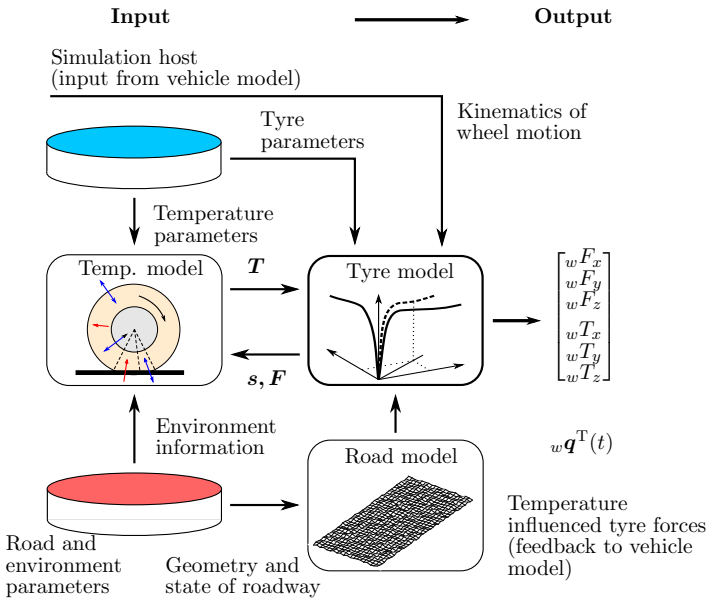 Input
Output
Simulation host
(input from vehicle model)
Kinematics of
wheel motion
Tyre
parameters
Temperature
parameters
Temp. model
T
Tyre model
s, F
wFx
wFy
wFz
wTx
wTy
wTz
Environment
information
Road model
wqT(t)
Road and
environment
parameters
Geometry and
state of roadway
Temperature
influenced tyre forces
(feedback to vehicle
model)